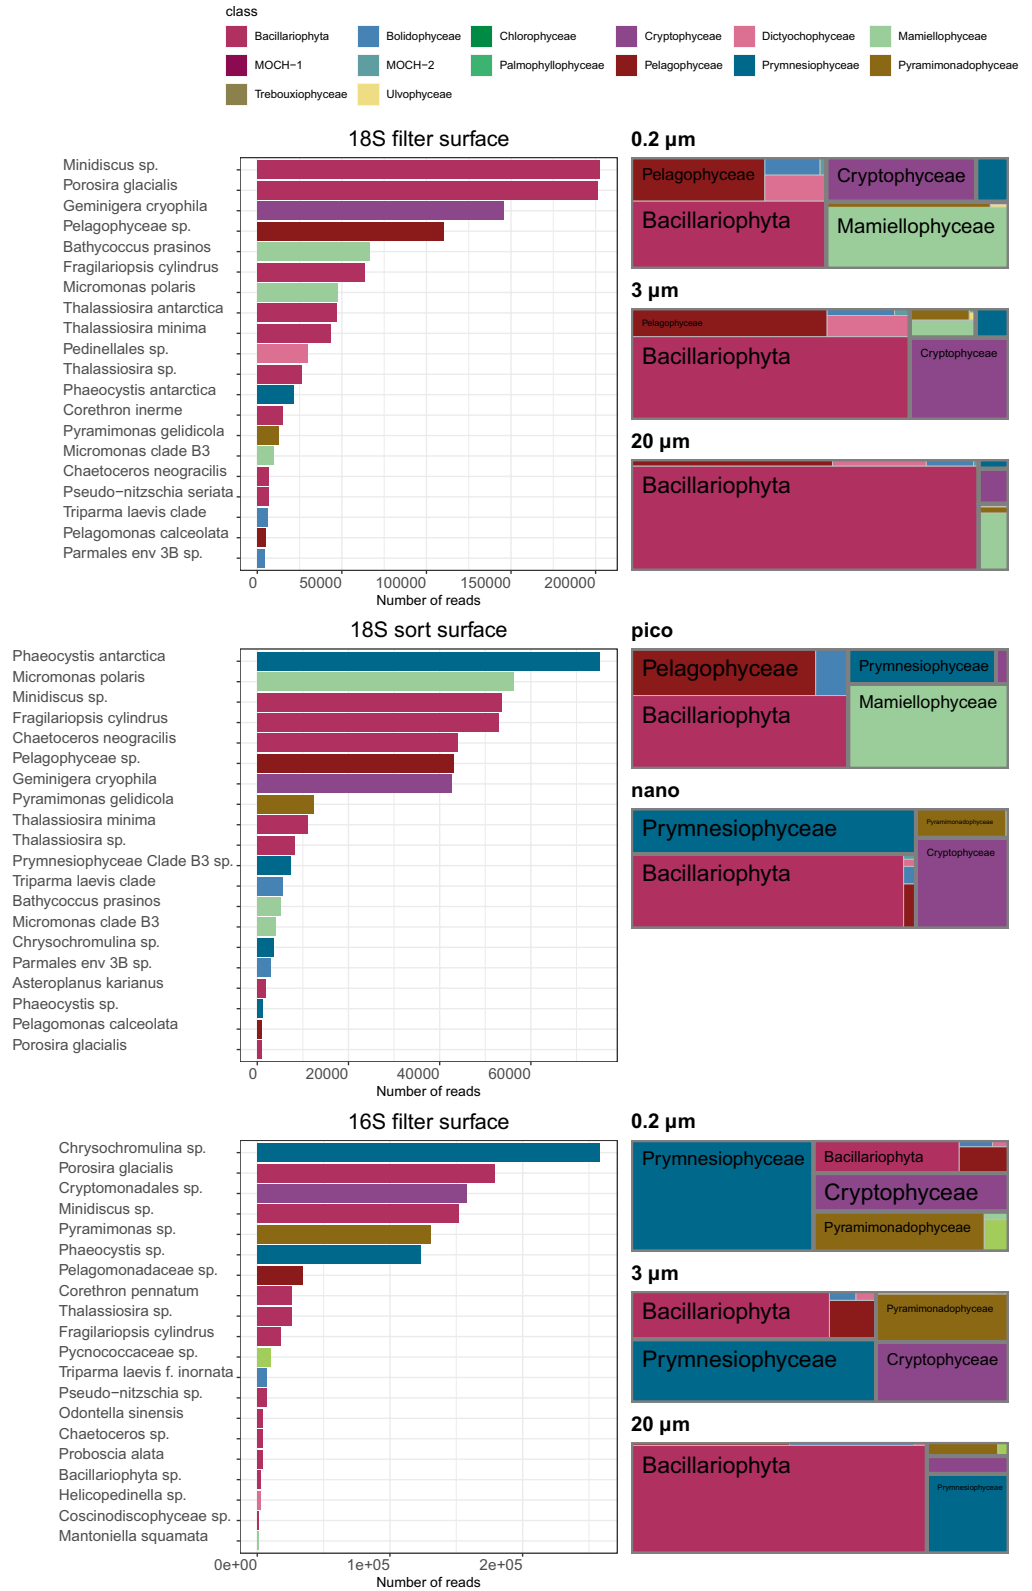 class
Bacillariophyta Bolidophyceae Chlorophyceae Cryptophyceae Dictyochophyceae Mamiellophyceae
MOCH−1 MOCH−2 Palmophyllophyceae Pelagophyceae Prymnesiophyceae Pyramimonadophyceae
Trebouxiophyceae Ulvophyceae
18S filter surface
Minidiscus sp.
Porosira glacialis
Geminigera cryophila
Pelagophyceae sp.
Bathycoccus prasinos
Fragilariopsis cylindrus
Micromonas polaris
Thalassiosira antarctica
Thalassiosira minima
Pedinellales sp.
Thalassiosira sp.
Phaeocystis antarctica
Corethron inerme
Pyramimonas gelidicola
Micromonas clade B3
Chaetoceros neogracilis
Pseudo−nitzschia seriata
Triparma laevis clade
Pelagomonas calceolata
Parmales env 3B sp.
0 50000 100000 150000 200000
Number of reads
0.2 µm
Pelagophyceae
Cryptophyceae
Bacillariophyta
Mamiellophyceae
3 µm
Pelagophyceae
Bacillariophyta
Cryptophyceae
20 µm
Bacillariophyta
18S sort surface
Phaeocystis antarctica
Micromonas polaris
Minidiscus sp.
Fragilariopsis cylindrus
Chaetoceros neogracilis
Pelagophyceae sp.
Geminigera cryophila
Pyramimonas gelidicola
Thalassiosira minima
Thalassiosira sp.
Prymnesiophyceae Clade B3 sp.
Triparma laevis clade
Bathycoccus prasinos
Micromonas clade B3
Chrysochromulina sp.
Parmales env 3B sp.
Asteroplanus karianus
Phaeocystis sp.
Pelagomonas calceolata
Porosira glacialis
0 20000 40000 60000
Number of reads
pico
Pelagophyceae
Prymnesiophyceae
Bacillariophyta
Mamiellophyceae
nano
Prymnesiophyceae
Pyramimonadophyceae
Bacillariophyta
Cryptophyceae
16S filter surface
Chrysochromulina sp.
Porosira glacialis
Cryptomonadales sp.
Minidiscus sp.
Pyramimonas sp.
Phaeocystis sp.
Pelagomonadaceae sp.
Corethron pennatum
Thalassiosira sp.
Fragilariopsis cylindrus
Pycnococcaceae sp.
Triparma laevis f. inornata
Pseudo−nitzschia sp.
Odontella sinensis
Chaetoceros sp.
Proboscia alata
Bacillariophyta sp.
Helicopedinella sp.
Coscinodiscophyceae sp.
Mantoniella squamata
0e+00 1e+05 2e+05
Number of reads
0.2 µm
Prymnesiophyceae
Bacillariophyta
Cryptophyceae
Pyramimonadophyceae
3 µm
Bacillariophyta
Pyramimonadophyceae
Prymnesiophyceae
Cryptophyceae
20 µm
Bacillariophyta
Prymnesiophyceae